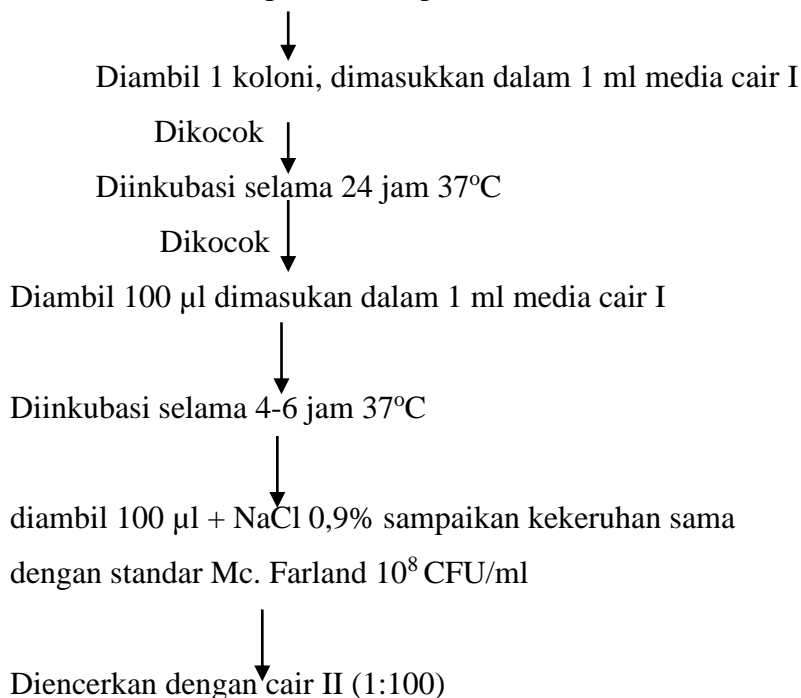 Diambil 1 koloni, dimasukkan dalam 1 ml media cair I
Dikocok
Diinkubasi selama 24 jam 37°C
Dikocok
Diambil 100 µl dimasukan dalam 1 ml media cair I
Diinkubasi selama 4-6 jam 37°C
diambil 100 µl + NaCl 0,9% sampaikan kekeruhan sama
dengan standar Mc. Farland 10⁸ CFU/ml
Diencerkan dengan cair II (1:100)